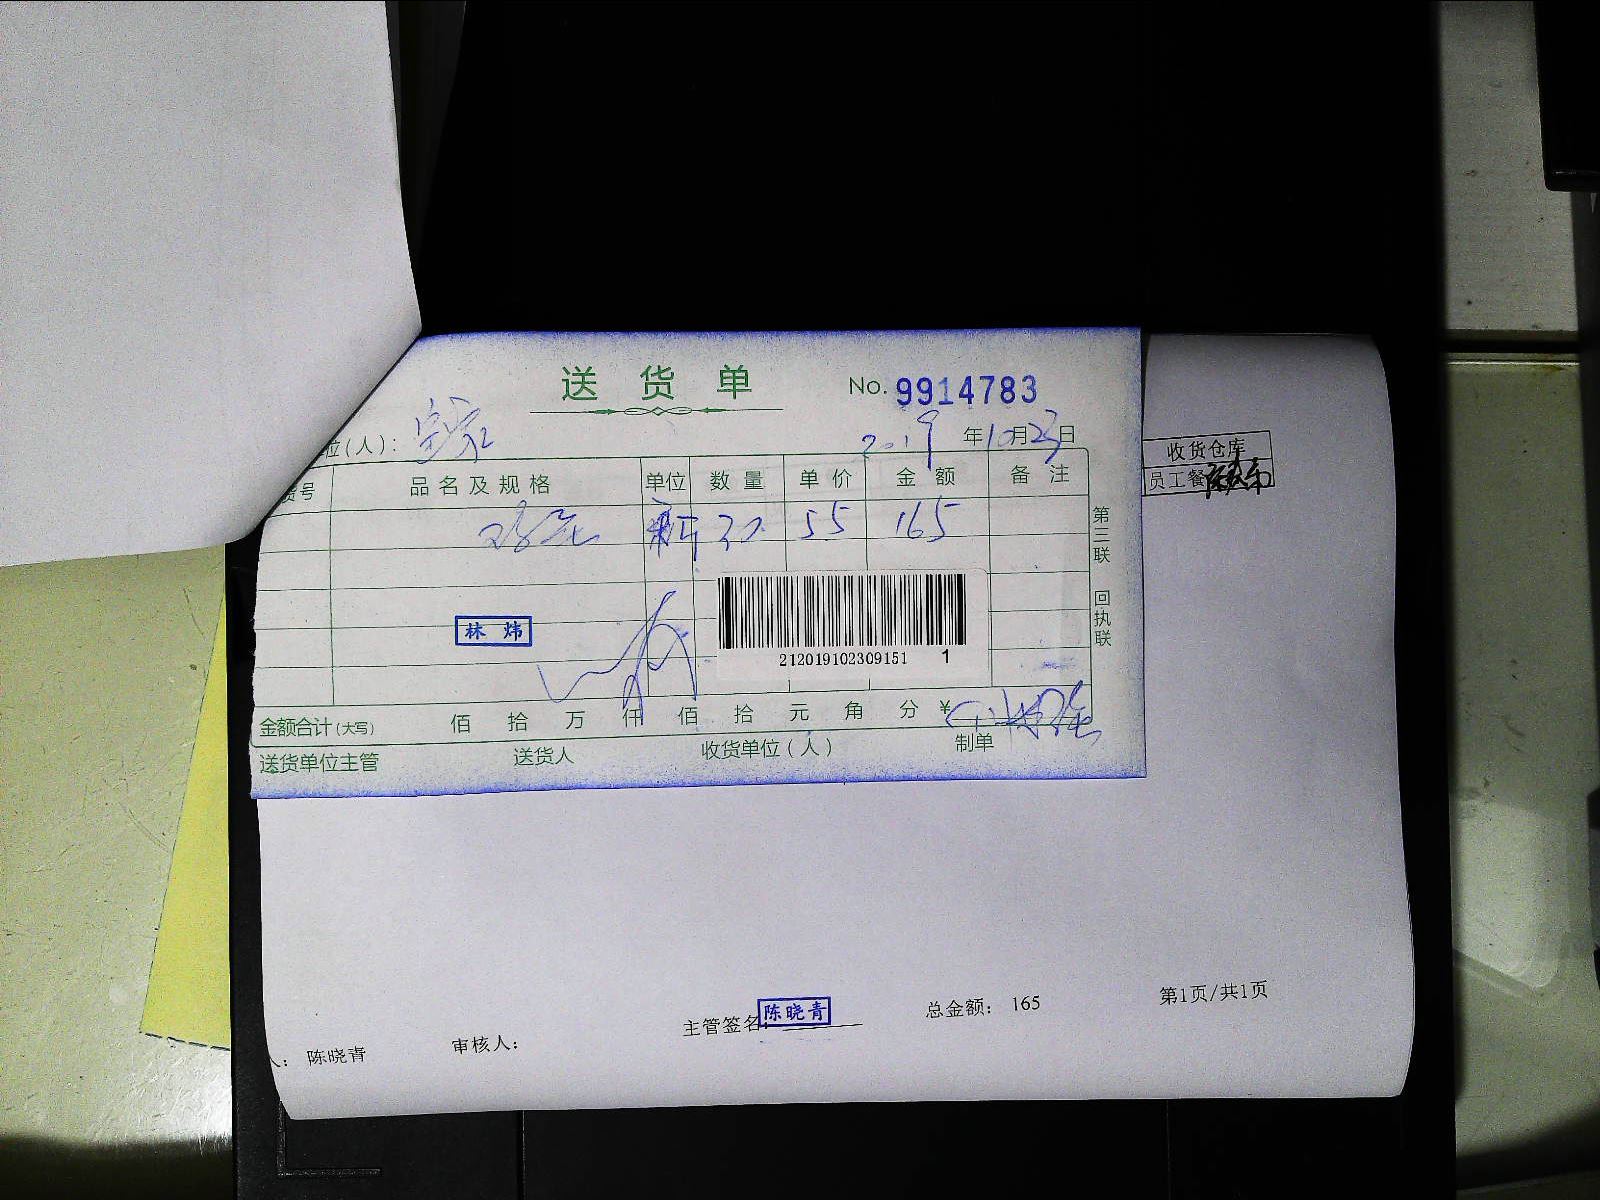 送货单 No. 9914783
位(人): 2019年10月23日
货号 品名及规格 单位 数量 单价 金额 备注
55 165
第三联 回执联
林炜
212019102309151 1
金额合计(大写) 佰 拾 万 仟 佰 拾 元 角 分 ¥
送货单位主管 送货人 收货单位(人) 制单
收货仓库
员工餐
主管签名: 陈晓青 总金额: 165 第1页/共1页
人: 陈晓青 审核人: